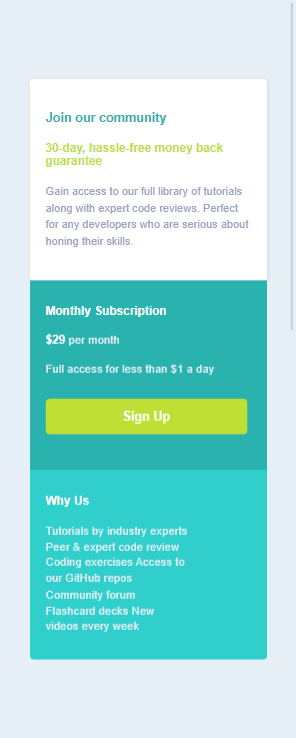 Join our community
30-day, hassle-free money back
guarantee
Gain access to our full library of tutorials
along with expert code reviews. Perfect
for any developers who are serious about
honing their skills.
Monthly Subscription
$29 per month
Full access for less than $1 a day
Sign Up
Why Us
Tutorials by industry experts
Peer & expert code review
Coding exercises Access to
our GitHub repos
Community forum
Flashcard decks New
videos every week